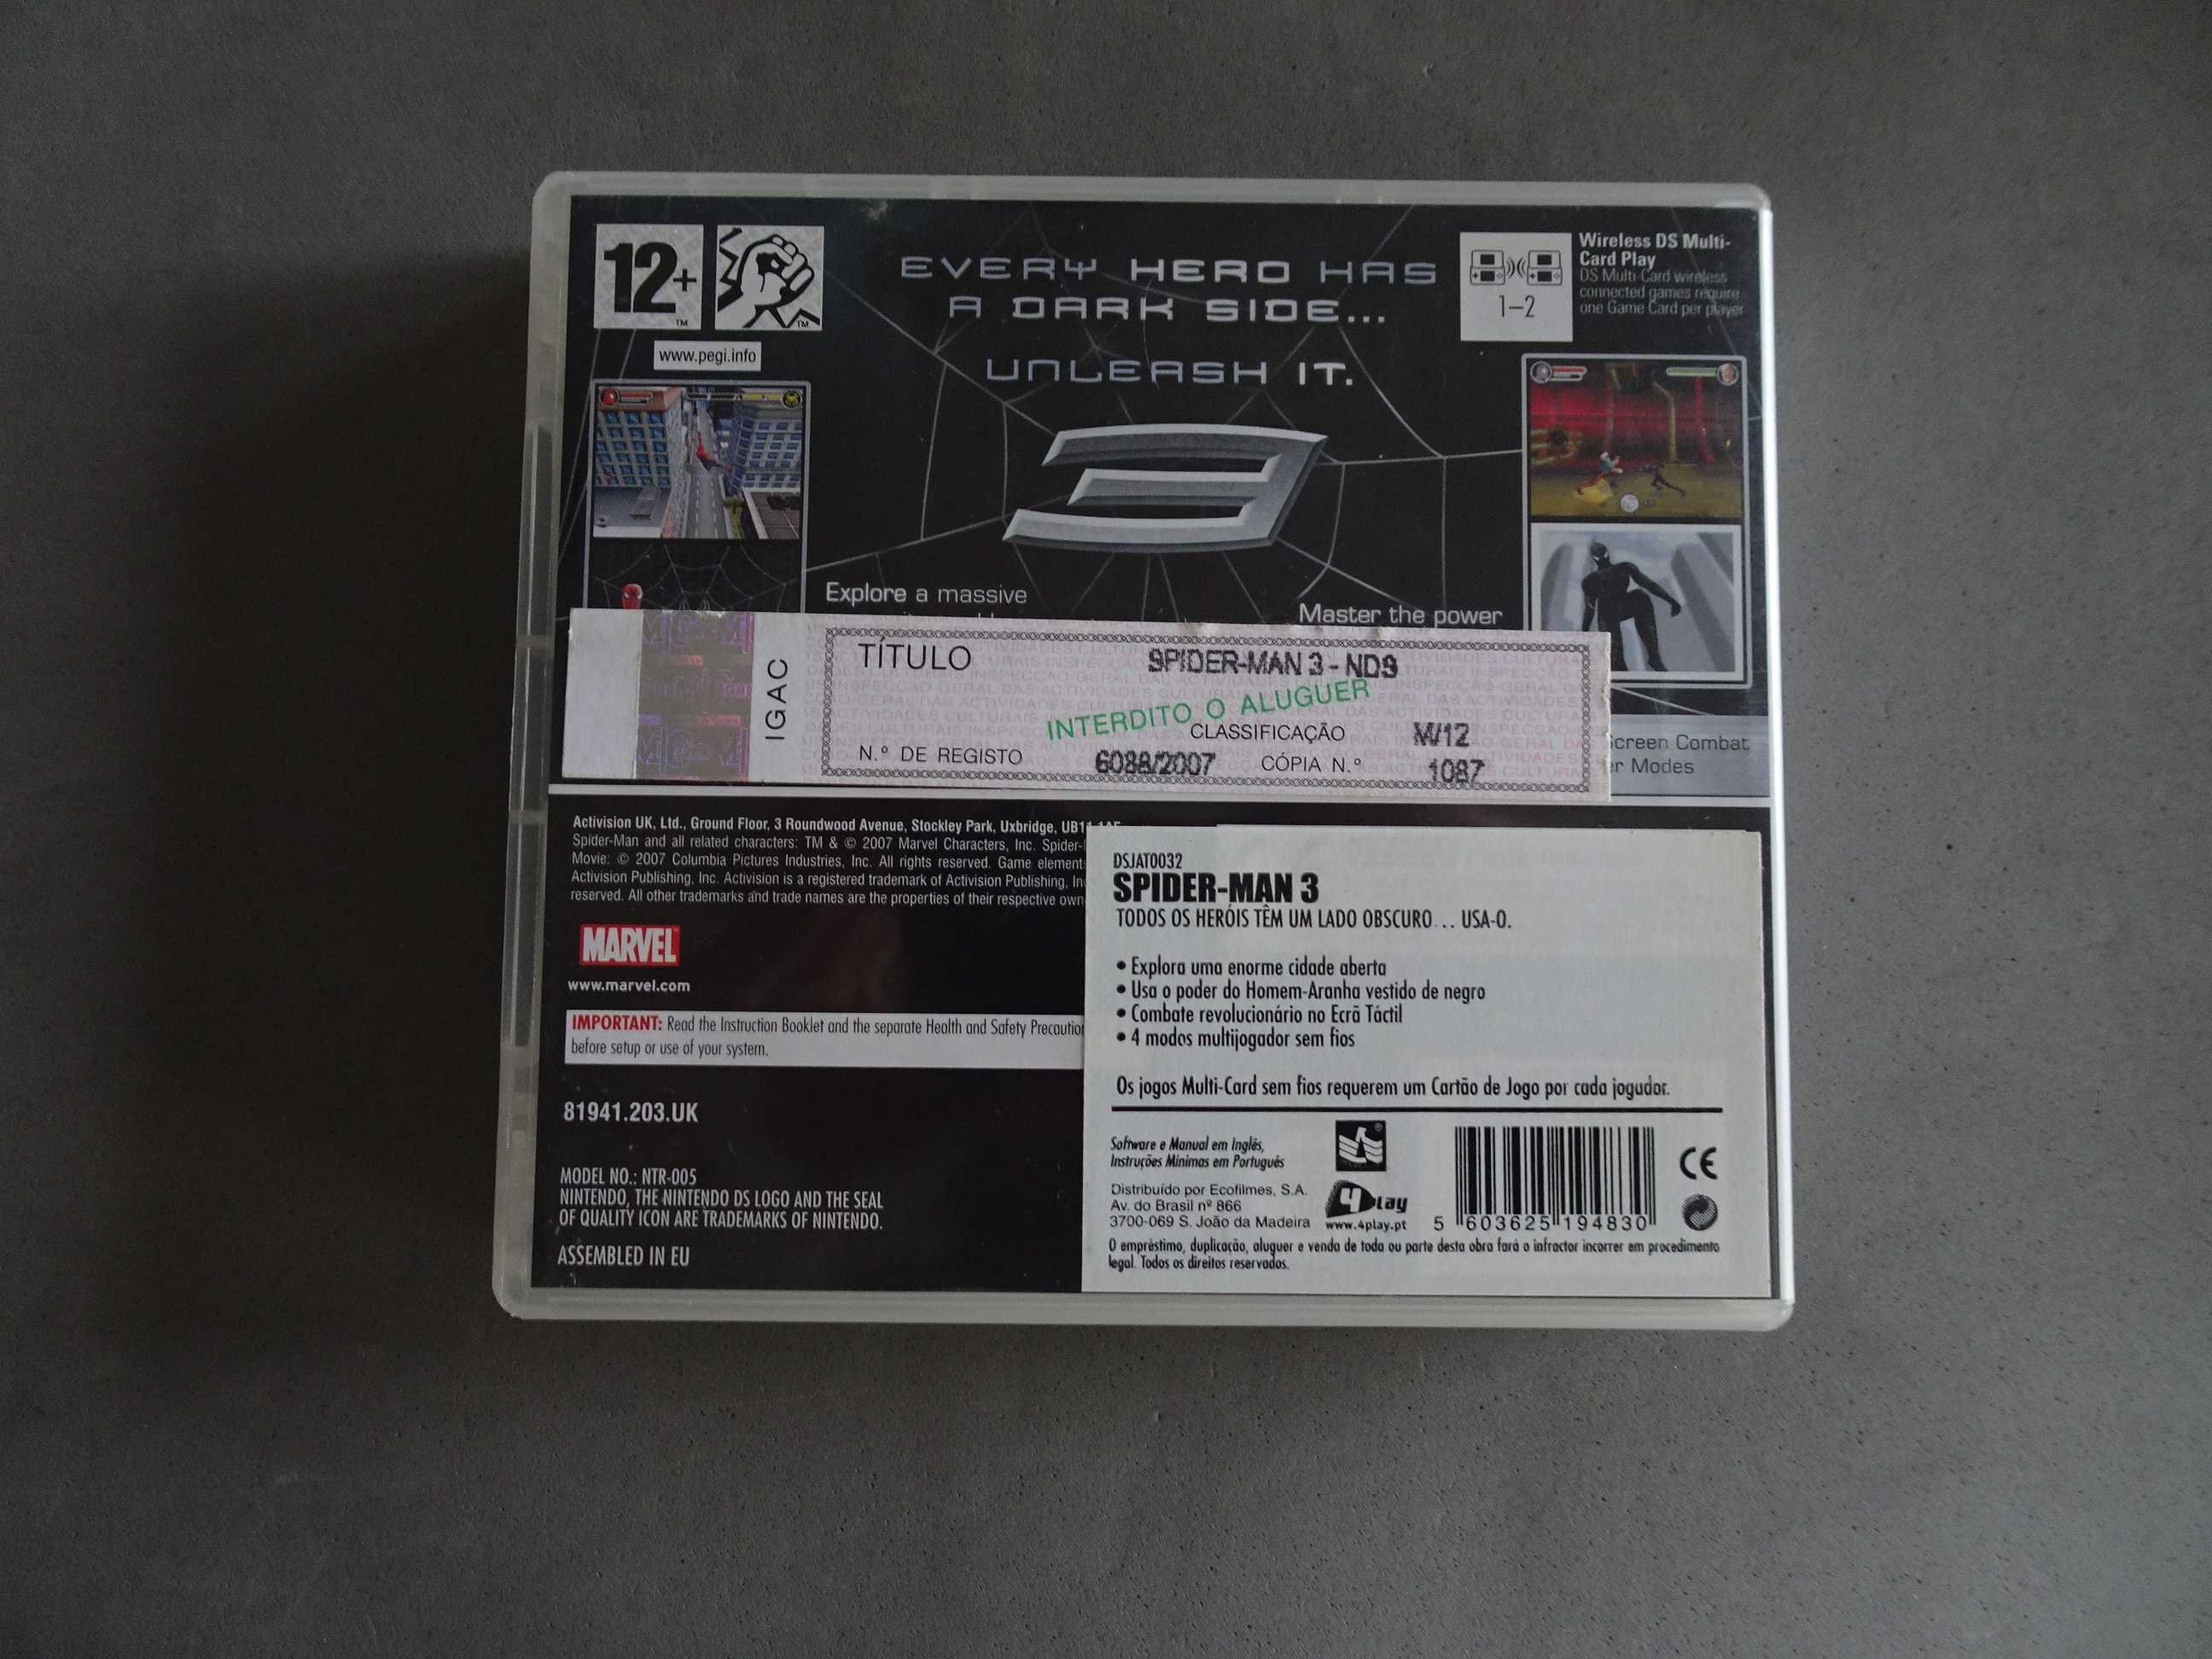 12+
TM
TM
www.pegi.info
EVERY HERO HAS
A DARK SIDE...
UNLEASH IT.
3
1–2
Wireless DS Multi-
Card Play
DS Multi-Card wireless
connected games require
one Game Card per player
Explore a massive
Master the power
IGAC
TÍTULO
SPIDER-MAN 3 - NDS
INTERDITO O ALUGUER
CLASSIFICAÇÃO
M/12
N.º DE REGISTO
6088/2007
CÓPIA N.º
1087
Screen Combat
Modes
Activision UK, Ltd., Ground Floor, 3 Roundwood Avenue, Stockley Park, Uxbridge,
Spider-Man and all related characters: TM & © 2007 Marvel Characters, Inc. Spider-
Movie: © 2007 Columbia Pictures Industries, Inc. All rights reserved. Game
Activision Publishing, Inc. Activision is a registered trademark of Activision Publishing,
reserved. All other trademarks and trade names are the properties of their respective
MARVEL
www.marvel.com
IMPORTANT: Read the Instruction Booklet and the separate Health and Safety
before setup or use of your system.
81941.203.UK
MODEL NO.: NTR-005
NINTENDO, THE NINTENDO DS LOGO AND THE SEAL
OF QUALITY ICON ARE TRADEMARKS OF NINTENDO.
ASSEMBLED IN EU
DSJAT0032
SPIDER-MAN 3
TODOS OS HERÓIS TÊM UM LADO OBSCURO... USA-O.
• Explora uma enorme cidade aberta
• Usa o poder do Homem-Aranha vestido de negro
• Combate revolucionário no Ecrã Táctil
• 4 modos multijogador sem fios
Os jogos Multi-Card sem fios requerem um Cartão de Jogo por cada jogador.
Software e Manual em Inglês,
Instruções Mínimas em Português
Distribuído por Ecofilmes, S.A.
Av. do Brasil nº 866
3700-069 S. João da Madeira
4Play
www.4play.pt
5 603625 194830
CE
O empréstimo, duplicação, aluguer e venda de toda ou parte desta obra fará o infractor incorrer em procedimento
legal. Todos os direitos reservados.